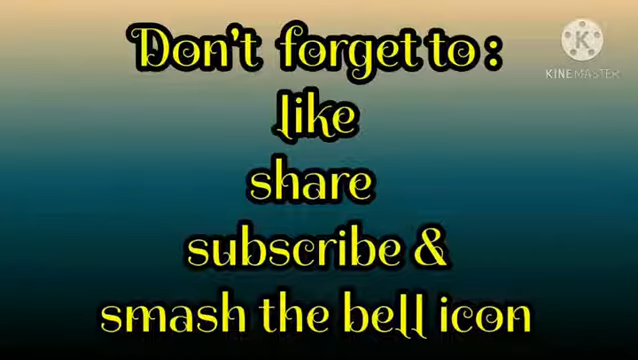 Don't forget to :
like
share
subscribe &
smash the bell icon
K
KINEMASTER